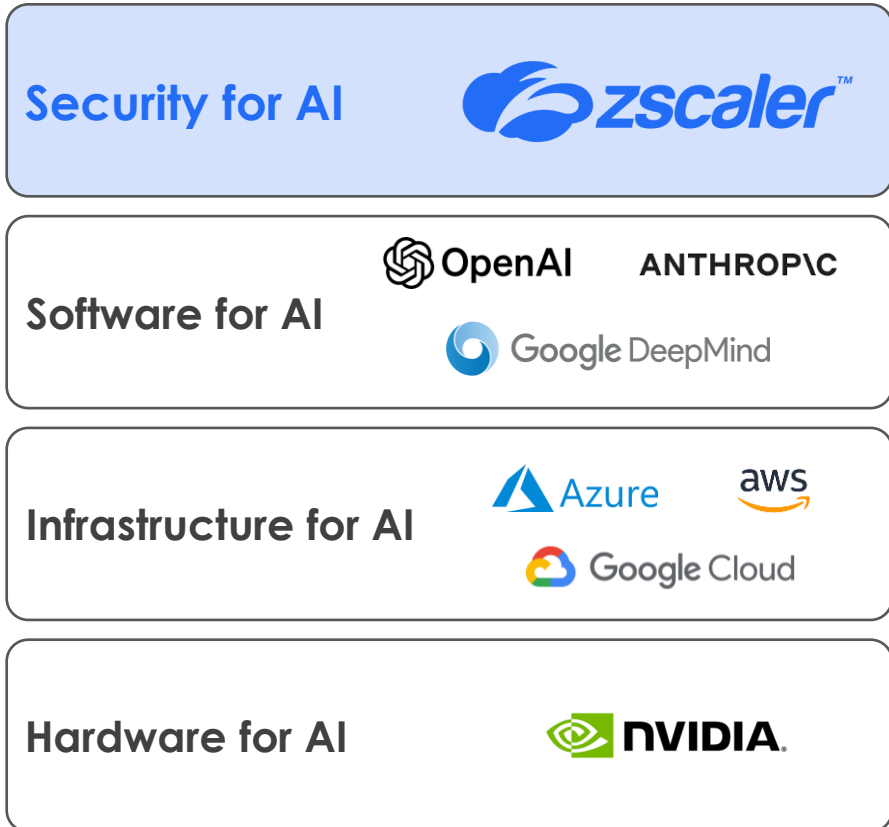 Security for AI
zscaler™
Software for AI
OpenAI
ANTHROP\C
Google DeepMind
Infrastructure for AI
Azure
aws
Google Cloud
Hardware for AI
NVIDIA.